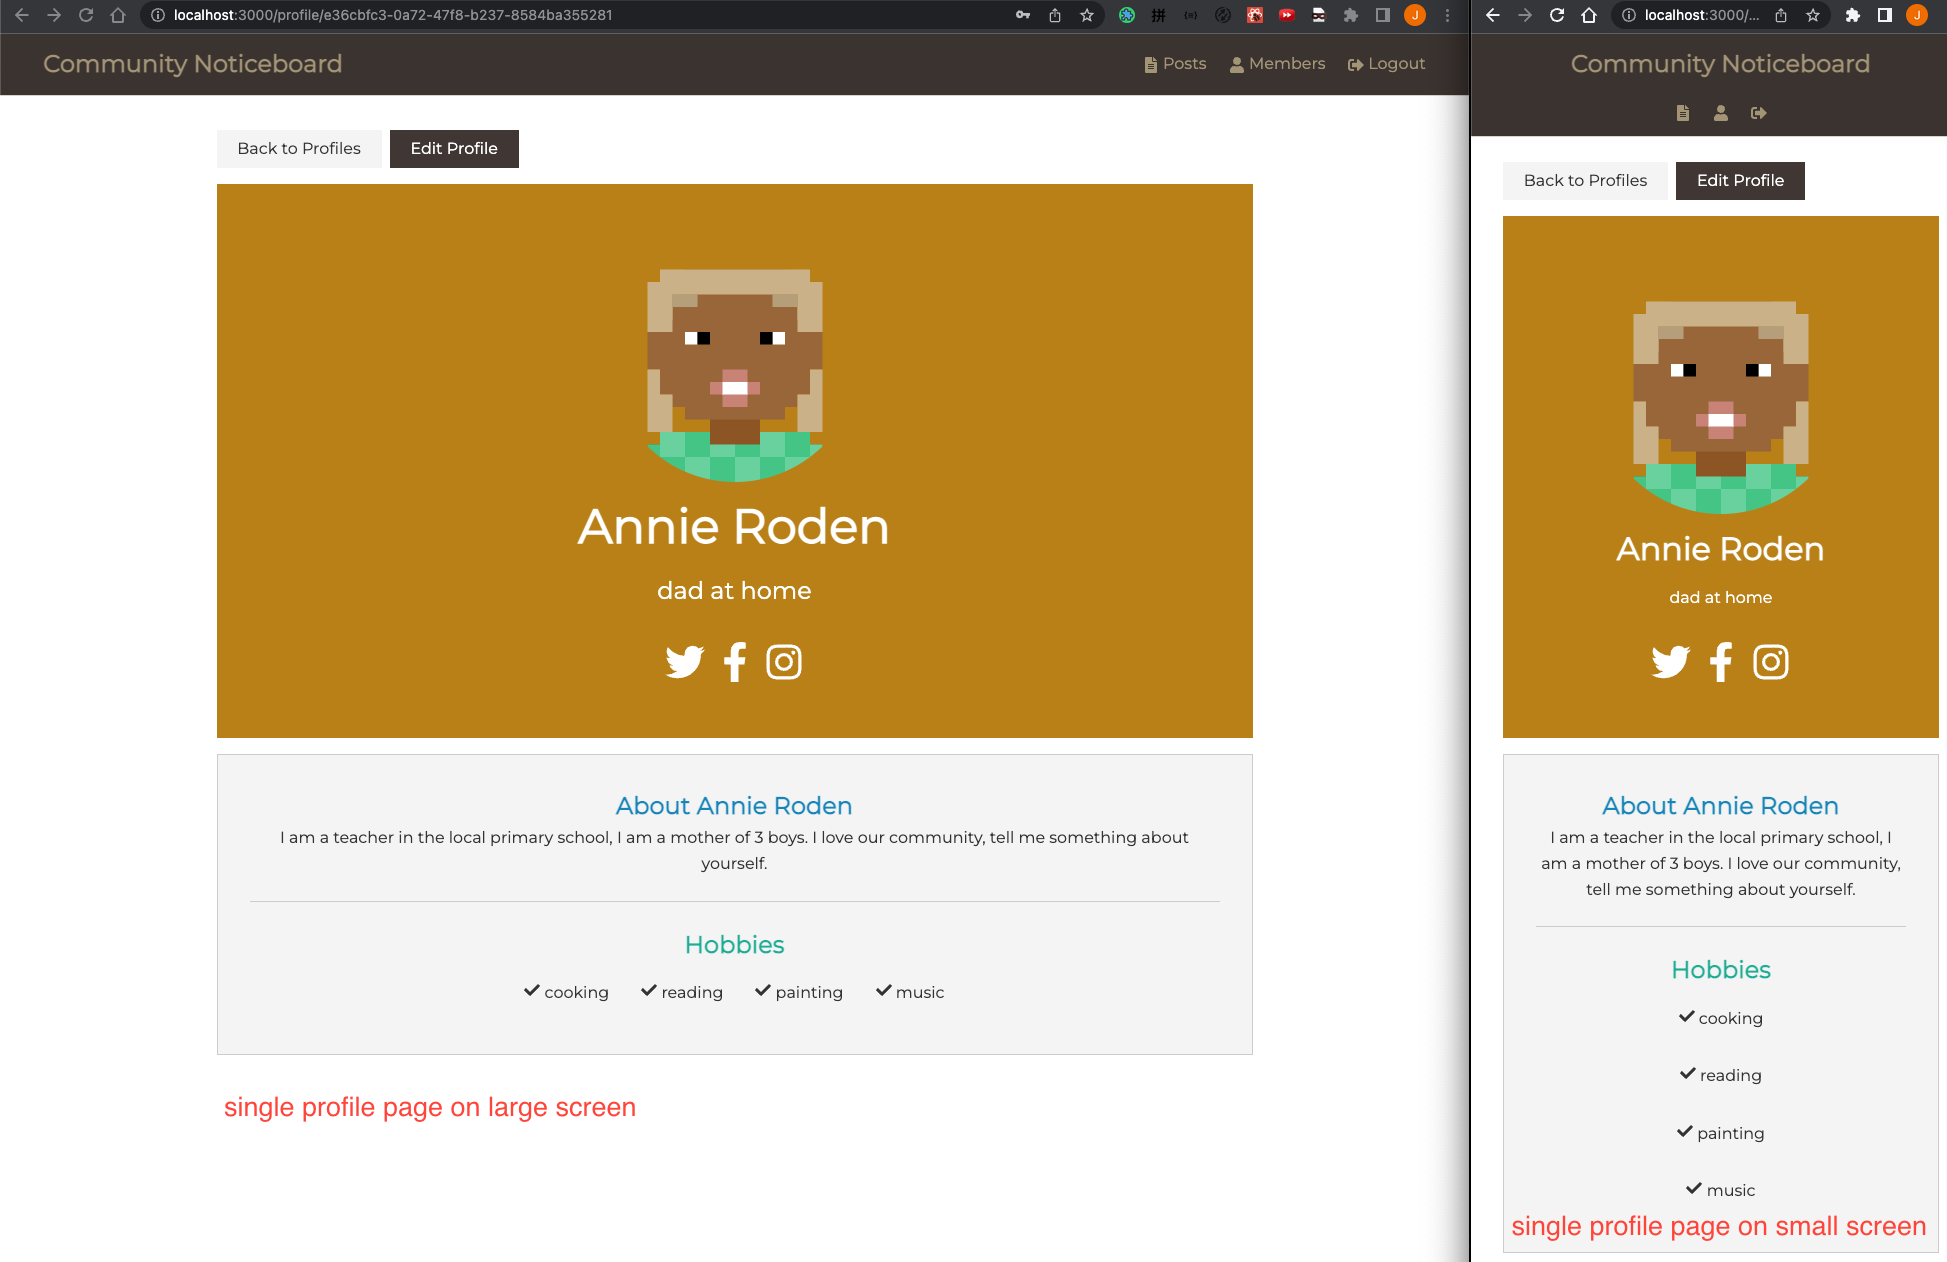 localhost:3000/profile/e36cbfc3-0a72-47f8-b237-8584ba355281
J
Community Noticeboard
Posts
Members
Logout
Back to Profiles
Edit Profile
Annie Roden
dad at home
About Annie Roden
I am a teacher in the local primary school, I am a mother of 3 boys. I love our community, tell me something about
yourself.
Hobbies
cooking
reading
painting
music
single profile page on large screen
localhost:3000/...
J
Community Noticeboard
Back to Profiles
Edit Profile
Annie Roden
dad at home
About Annie Roden
I am a teacher in the local primary school, I
am a mother of 3 boys. I love our community,
tell me something about yourself.
Hobbies
cooking
reading
painting
music
single profile page on small screen